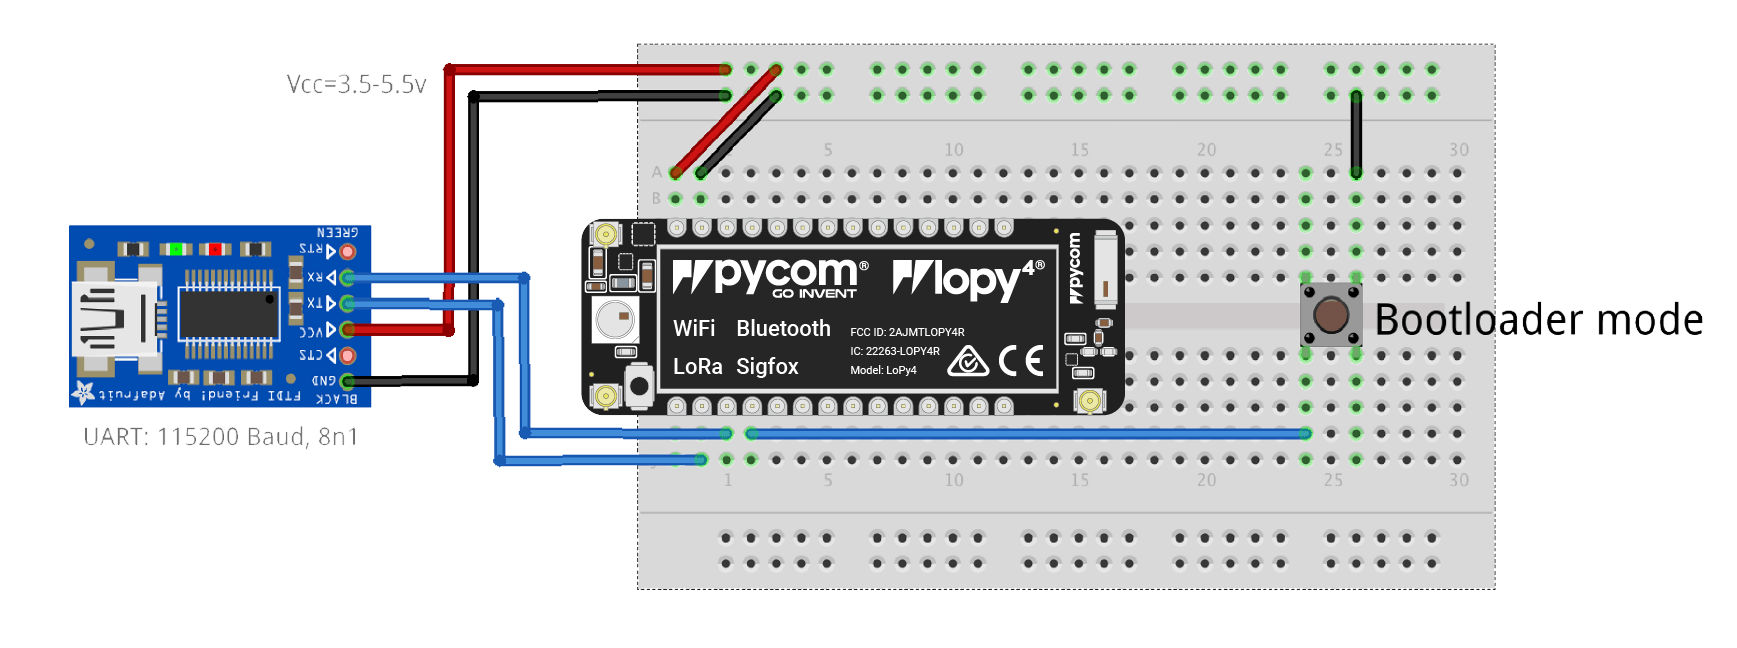 Vcc=3.5-5.5v
GREEN
RTS
RX
TX
VCC
CTS
GND
BLACK
FTDI Friend! by Adafruit
UART: 115200 Baud, 8n1
5 10 15 20 25 30
A
B
pycom®
GO INVENT
lopy4®
WiFi Bluetooth
LoRa Sigfox
FCC ID: 2AJMTLOPY4R
IC: 22263-LOPY4R
Model: LoPy4
CE
pycom
Bootloader mode
1 5 10 15 20 25 30